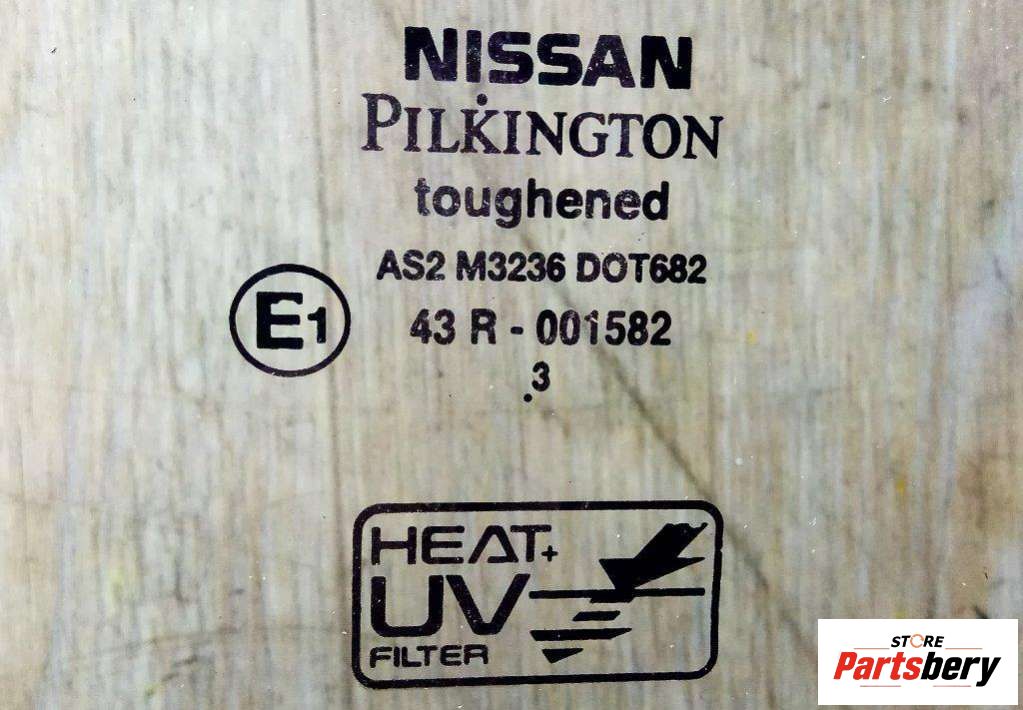 NISSAN
PILKINGTON
toughened
AS2 M3236 DOT682
E1
43 R - 001582
.3
HEAT+
UV
FILTER
STORE
Partsbery